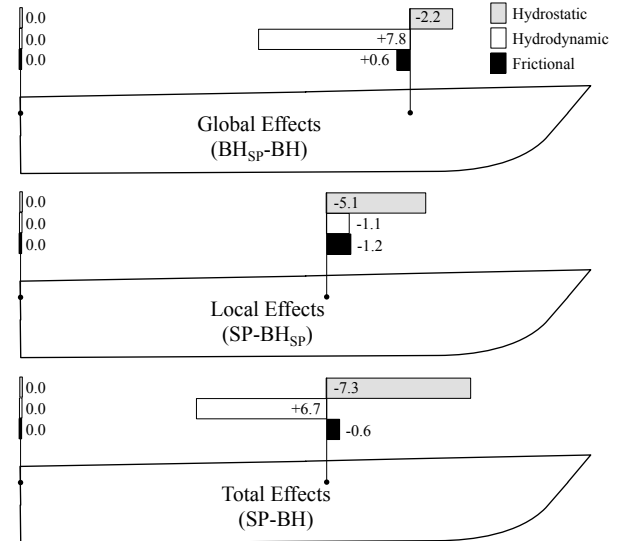 0.0 -2.2 Hydrostatic
0.0 +7.8 Hydrodynamic
0.0 +0.6 Frictional
Global Effects
(BH_SP-BH)
0.0 -5.1
0.0 -1.1
0.0 -1.2
Local Effects
(SP-BH_SP)
0.0 -7.3
0.0 +6.7
0.0 -0.6
Total Effects
(SP-BH)